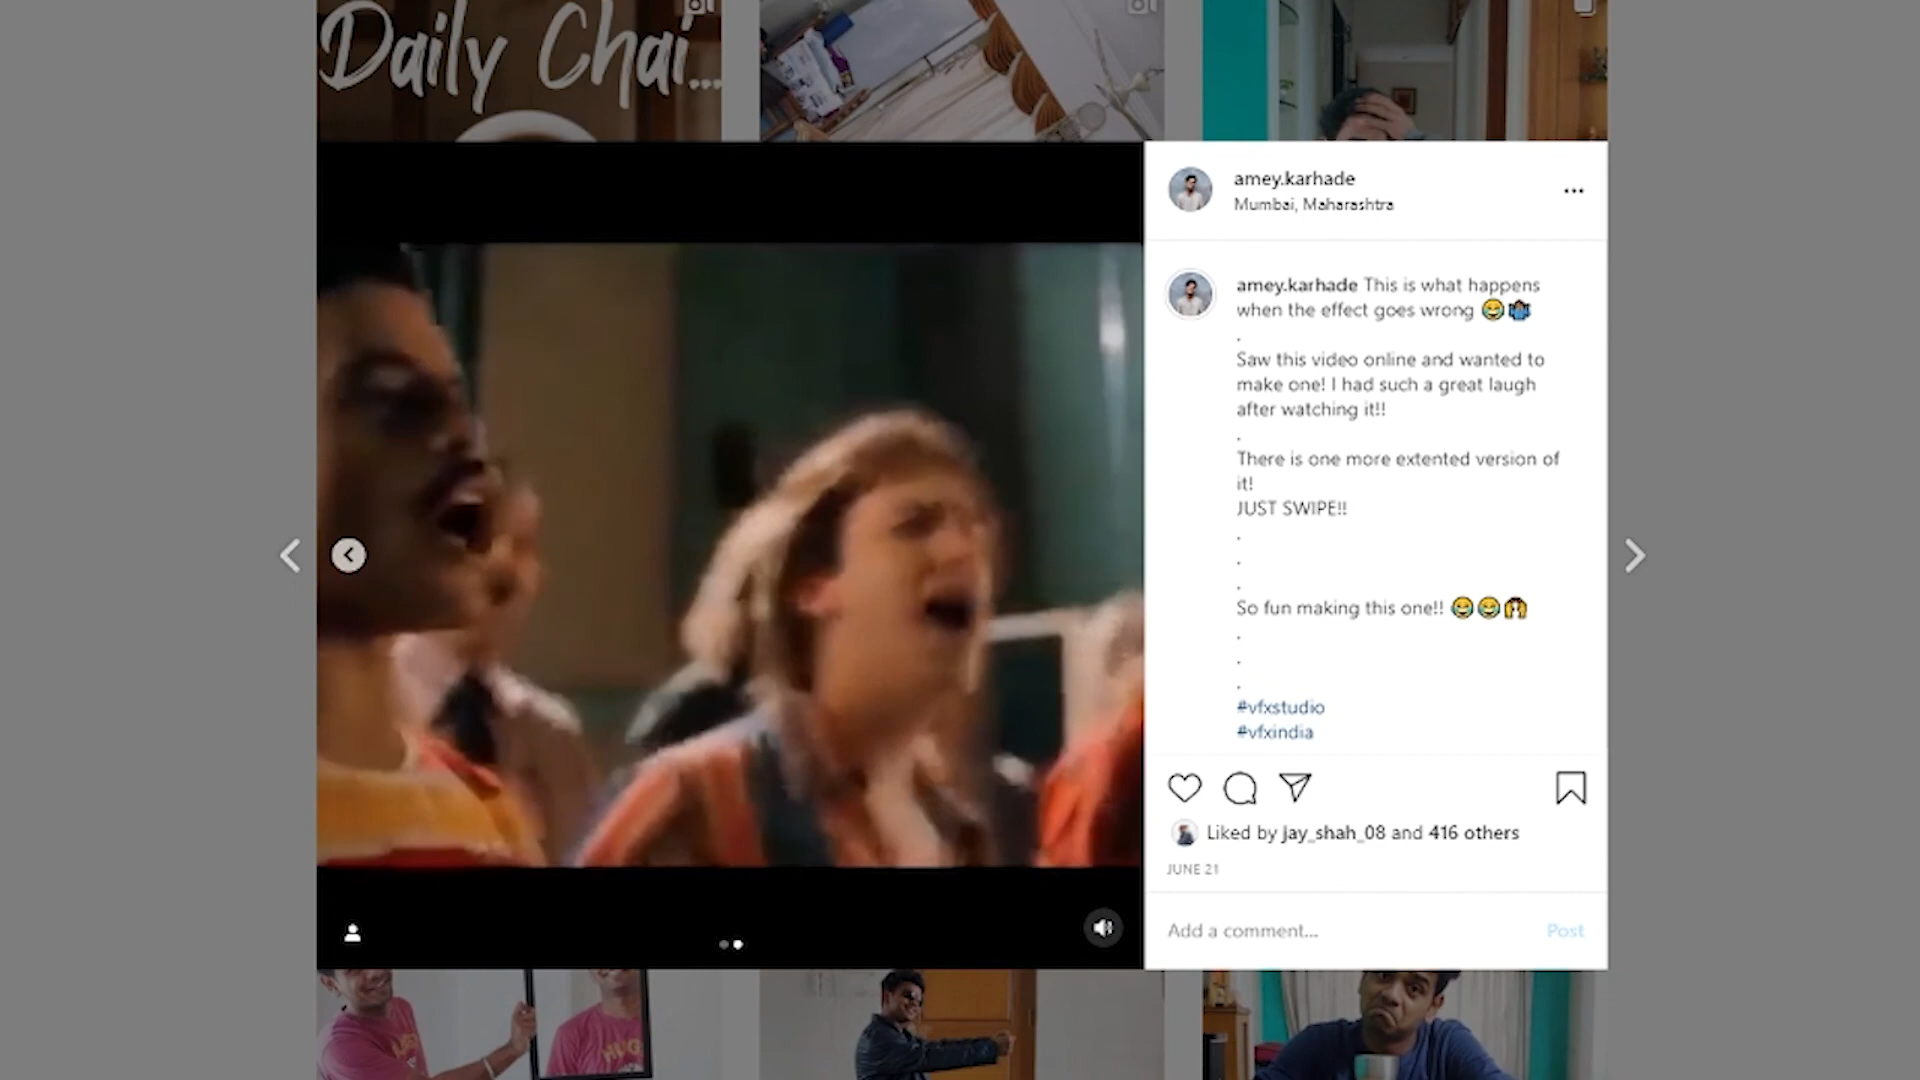 Daily Chai...
amey.karhade
Mumbai, Maharashtra
amey.karhade This is what happens
when the effect goes wrong 😂🤷🏽‍♂️
.
Saw this video online and wanted to
make one! I had such a great laugh
after watching it!!
.
There is one more extented version of
it!
JUST SWIPE!!
.
.
.
So fun making this one!! 😂😂🙌
.
.
.
#vfxstudio
#vfxindia
Liked by jay_shah_08 and 416 others
JUNE 21
Add a comment...
Post